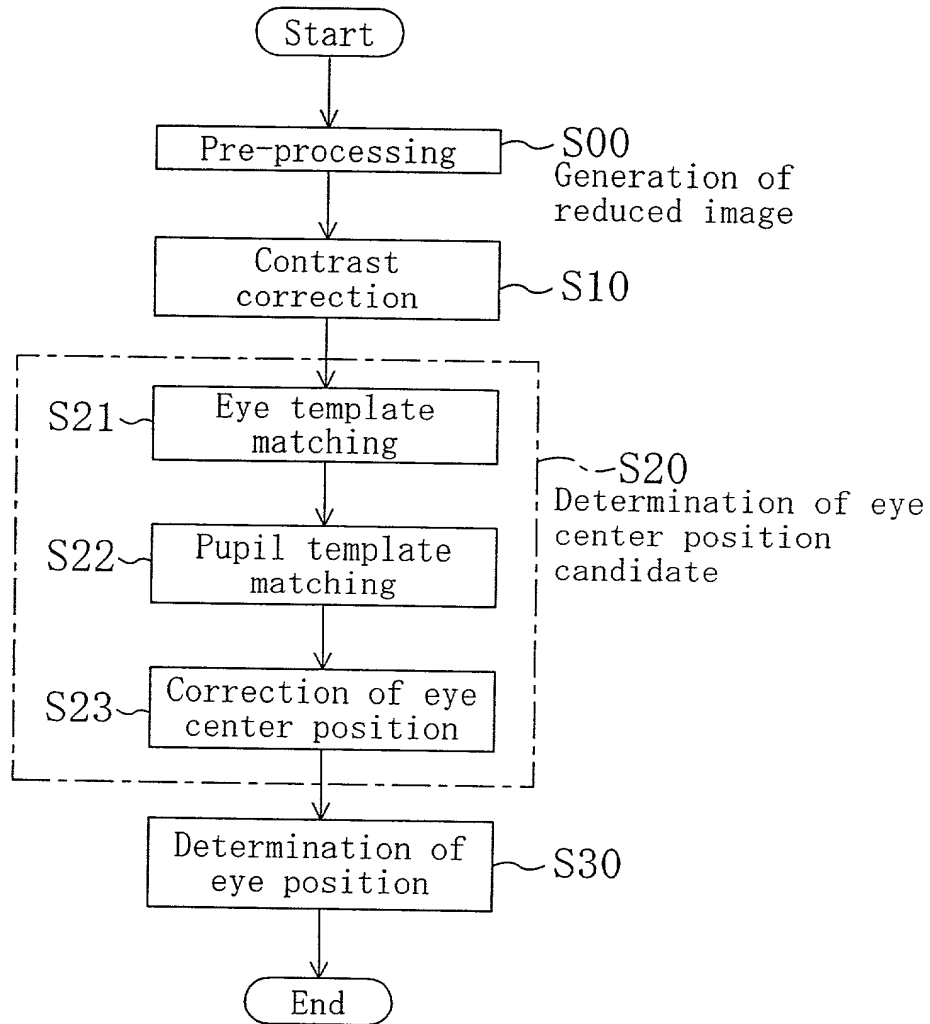 Start
Pre-processing
S00
Generation of
reduced image
Contrast
correction
S10
S21
Eye template
matching
S20
Determination of eye
center position
candidate
S22
Pupil template
matching
S23
Correction of eye
center position
Determination of
eye position
S30
End